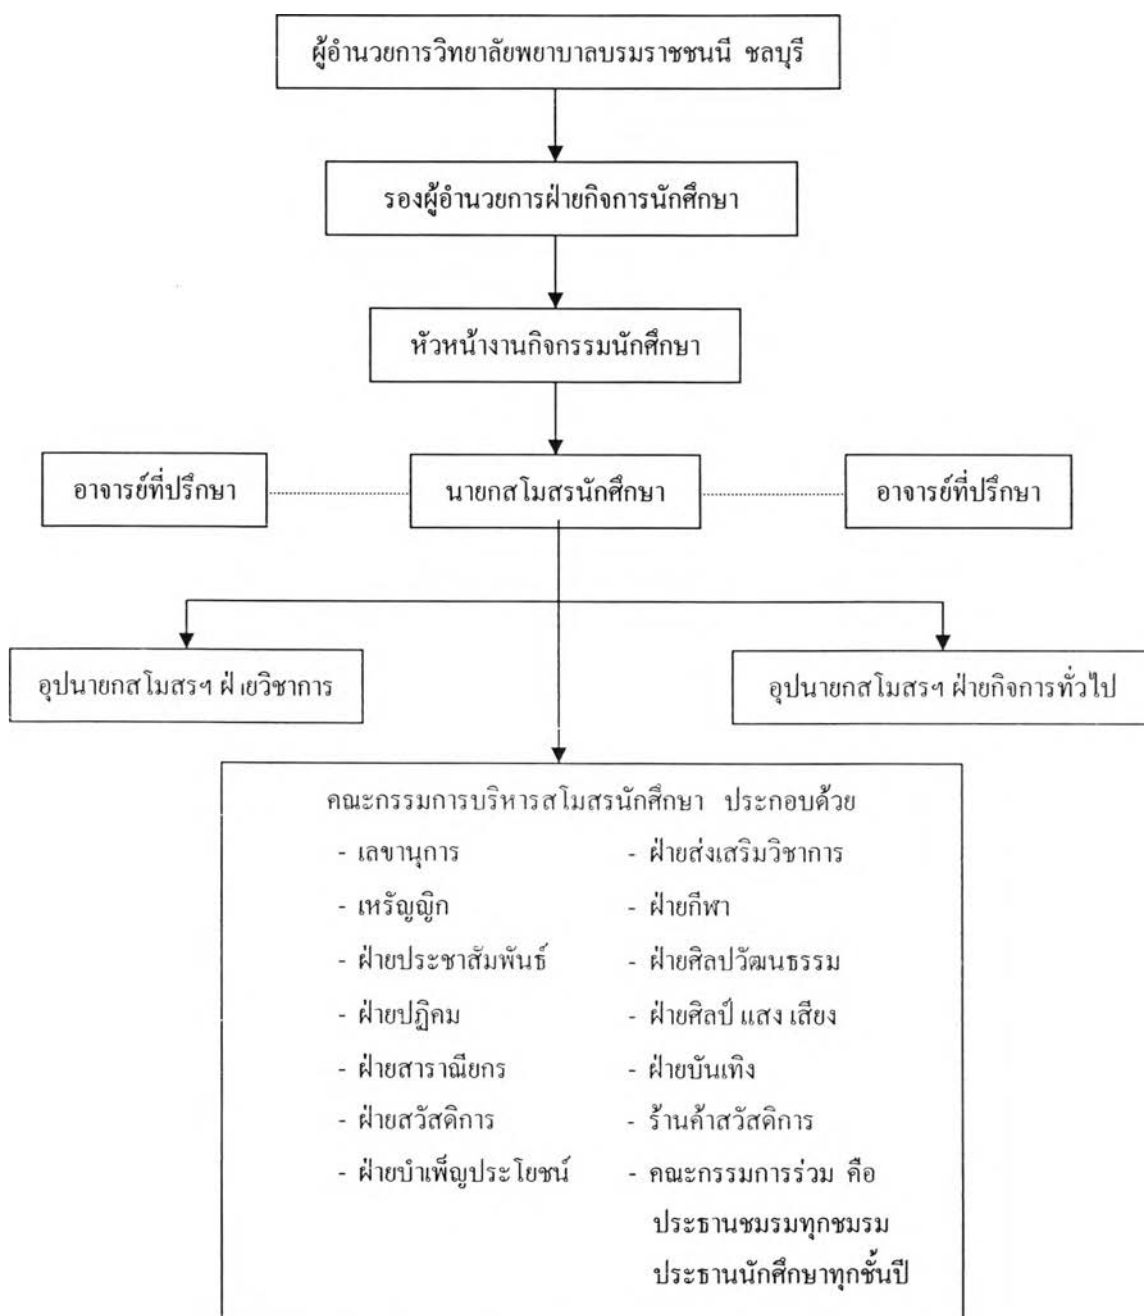 ผู้อำนวยการวิทยาลัยพยาบาลบรมราชชนนี ชลบุรี
รองผู้อำนวยการฝ่ายกิจการนักศึกษา
หัวหน้างานกิจกรรมนักศึกษา
อาจารย์ที่ปรึกษา
นายกสโมสรนักศึกษา
อาจารย์ที่ปรึกษา
อุปนายกสโมสรฯ ฝ่ายวิชาการ
อุปนายกสโมสรฯ ฝ่ายกิจการทั่วไป
คณะกรรมการบริหารสโมสรนักศึกษา ประกอบด้วย
- เลขานุการ
- เหรัญญิก
- ฝ่ายประชาสัมพันธ์
- ฝ่ายปฏิคม
- ฝ่ายสาราณียกร
- ฝ่ายสวัสดิการ
- ฝ่ายบำเพ็ญประโยชน์
- ฝ่ายส่งเสริมวิชาการ
- ฝ่ายกีฬา
- ฝ่ายศิลปวัฒนธรรม
- ฝ่ายศิลป์ แสง เสียง
- ฝ่ายบันเทิง
- ร้านค้าสวัสดิการ
- คณะกรรมการร่วม คือ
ประธานชมรมทุกชมรม
ประธานนักศึกษาทุกชั้นปี